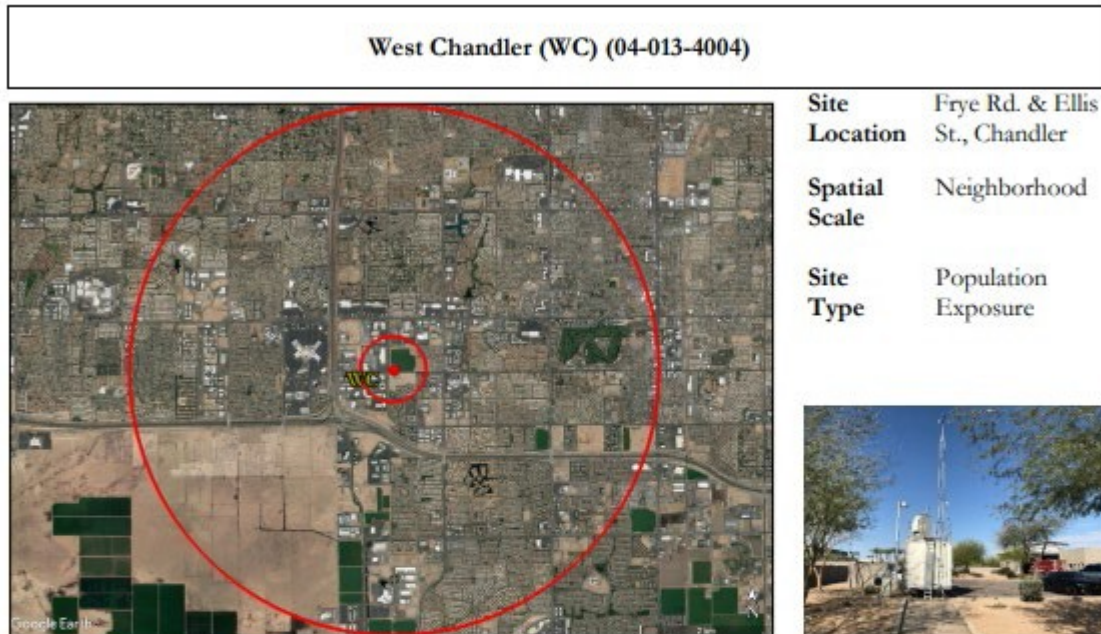 West Chandler (WC) (04-013-4004)
Site Location
Frye Rd. & Ellis St., Chandler
Spatial Scale
Neighborhood
Site Type
Population Exposure
WC
Google Earth
N